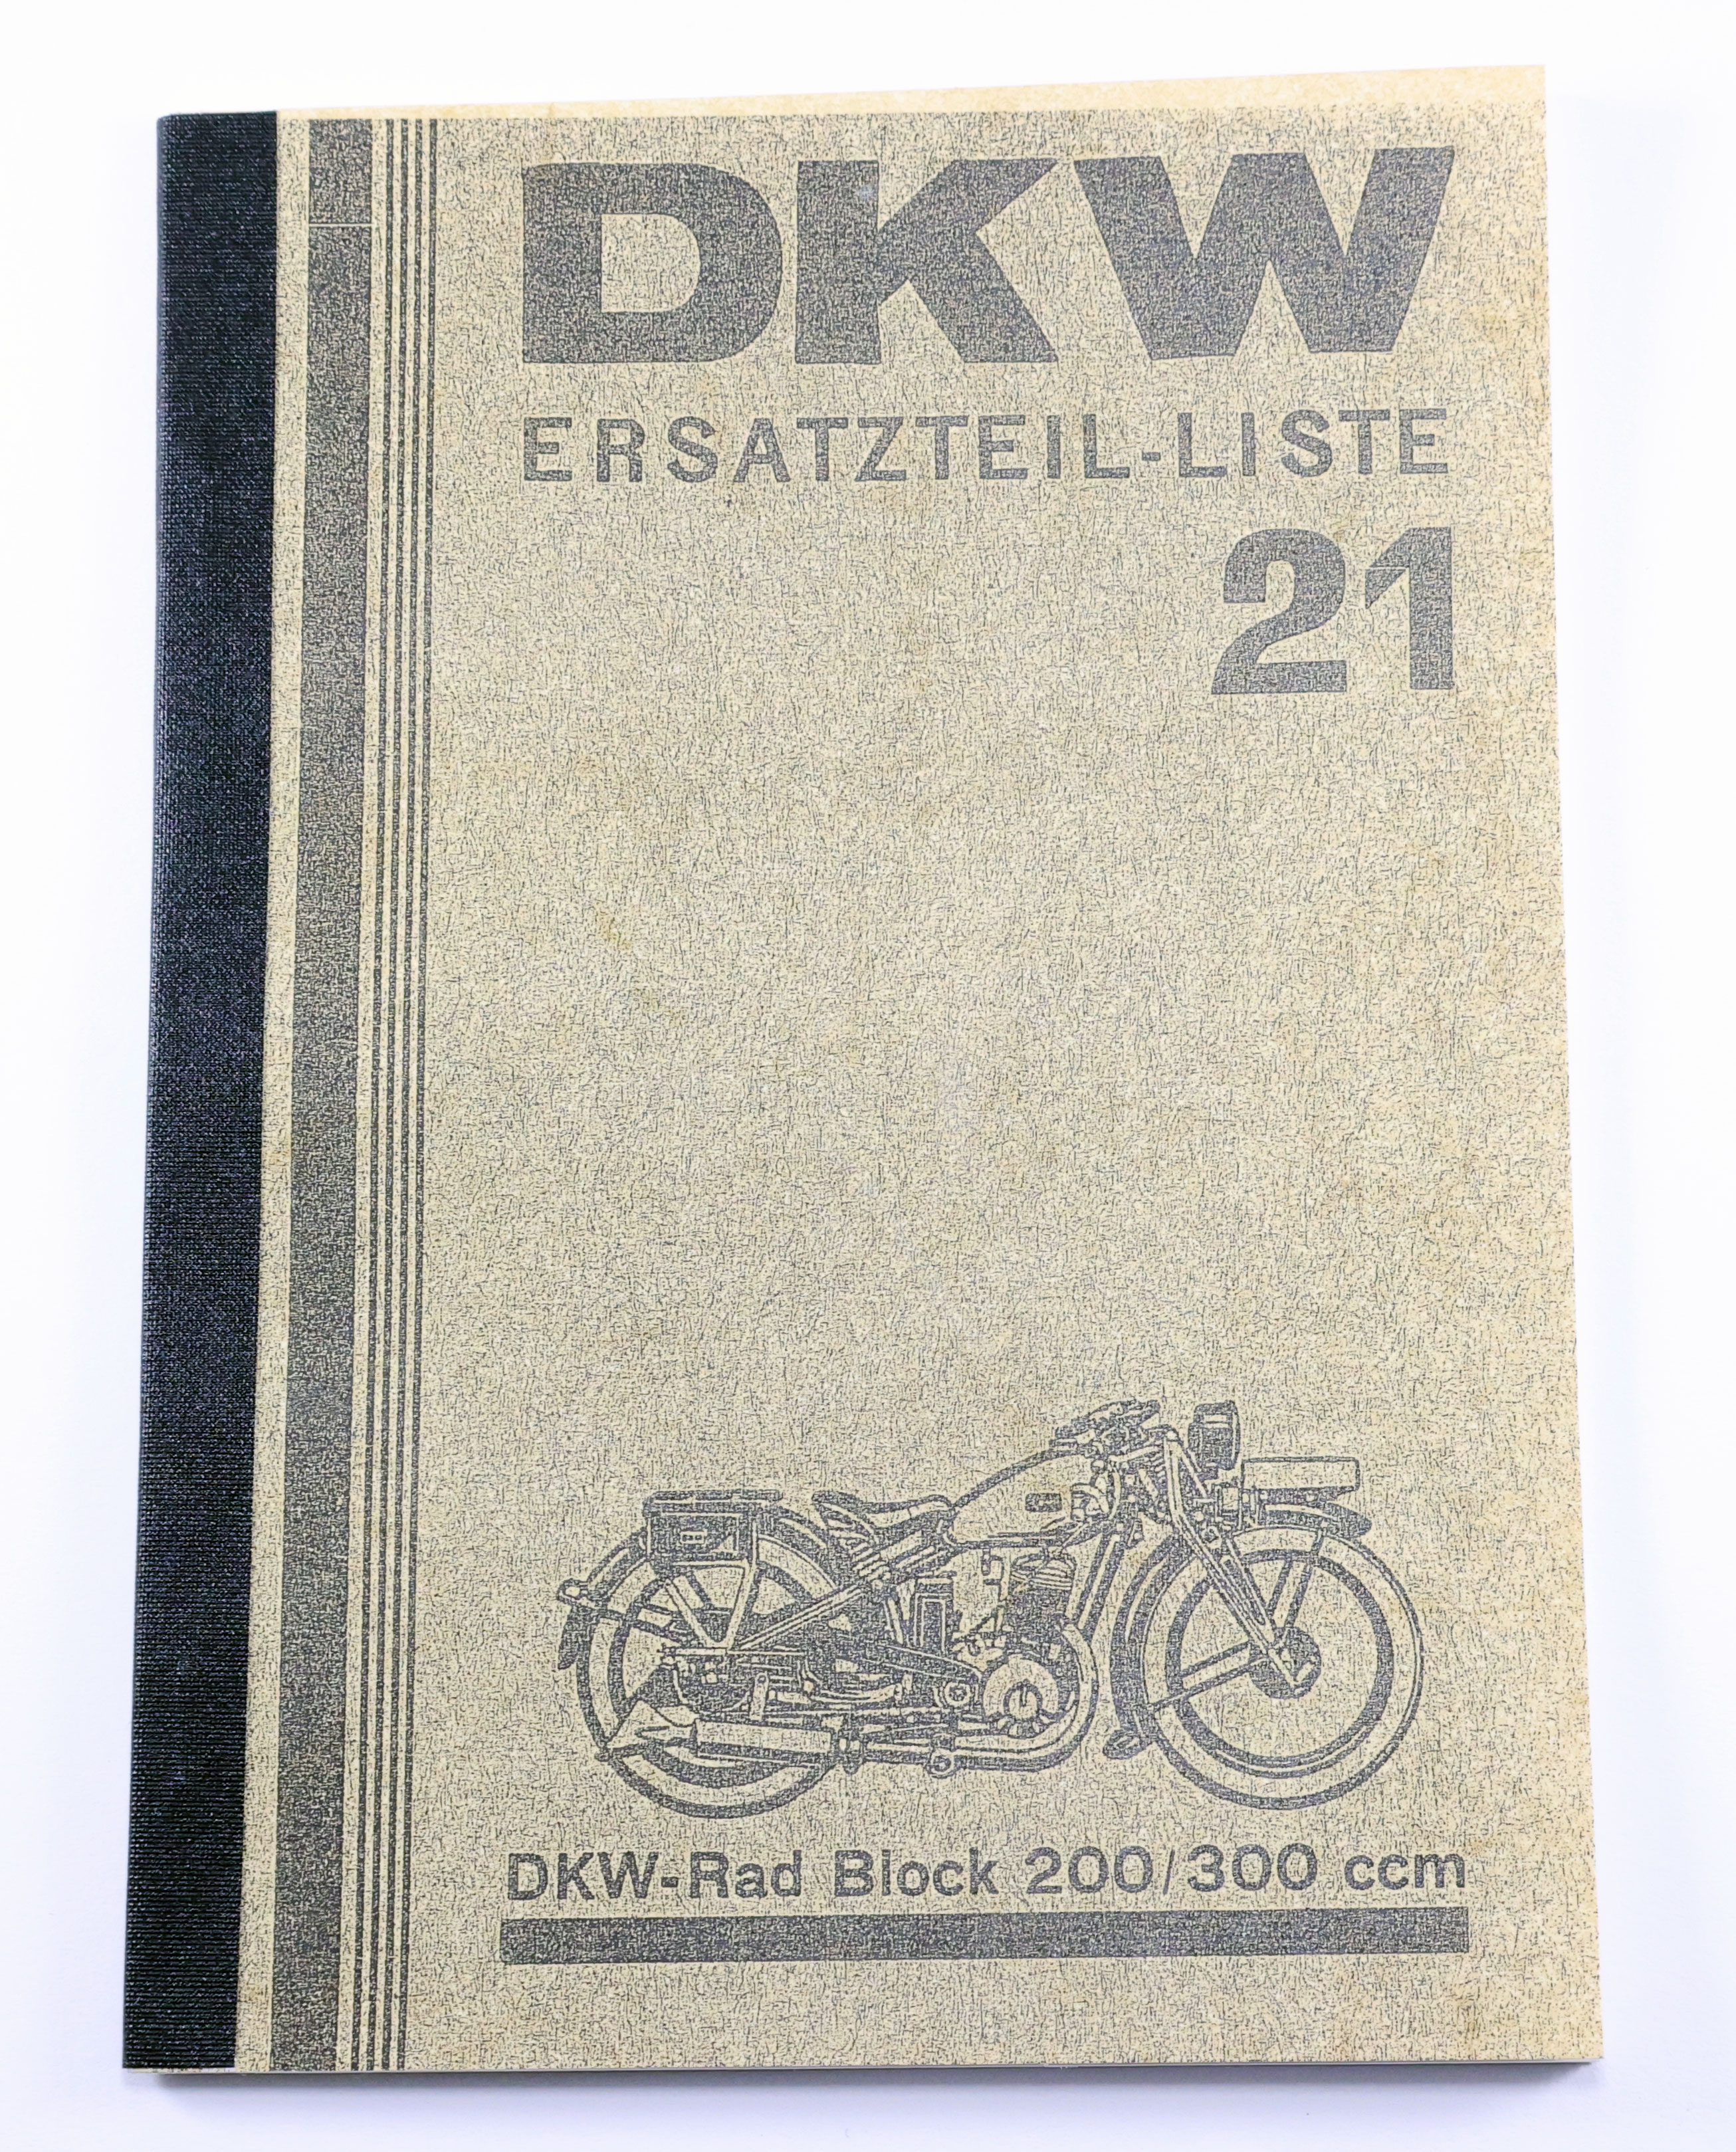 DKW
ERSATZTEIL-LISTE
21
DKW-Rad Block 200/300 ccm